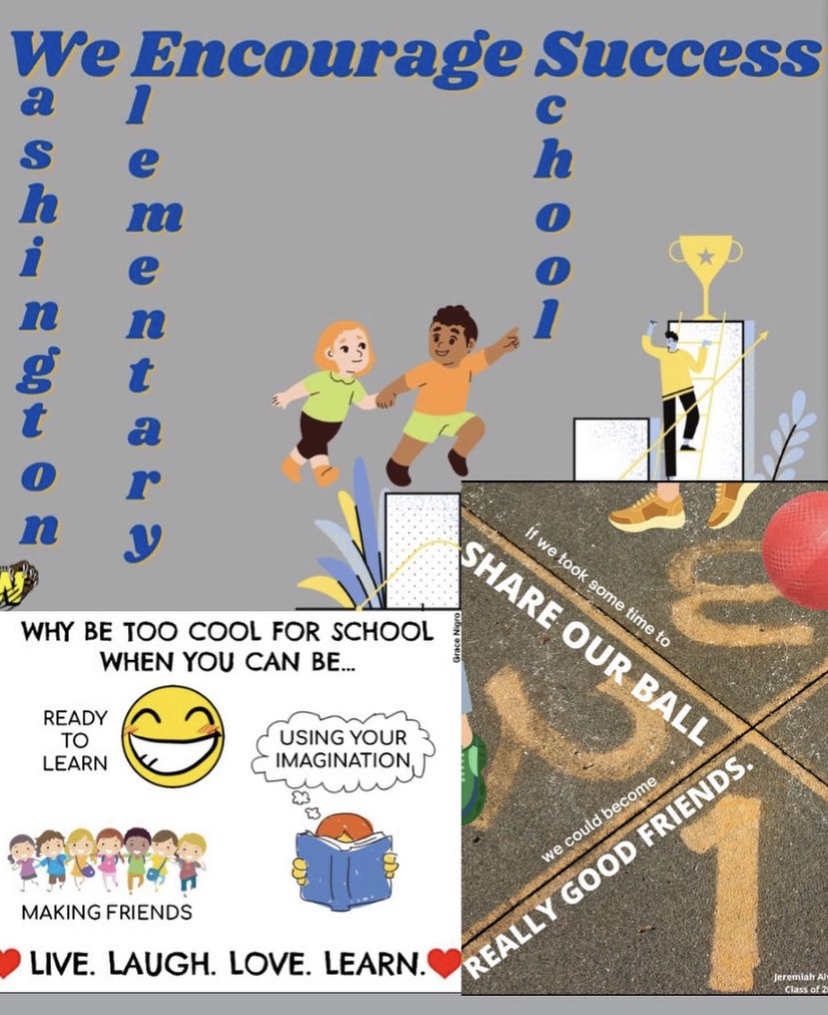 We Encourage Success
Washington
Elementary
School
WHY BE TOO COOL FOR SCHOOL
WHEN YOU CAN BE...
READY
TO
LEARN
USING YOUR
IMAGINATION
MAKING FRIENDS
LIVE. LAUGH. LOVE. LEARN.
Grace Nigro
if we took some time to
SHARE OUR BALL
we could become
REALLY GOOD FRIENDS.
1
Jeremiah
Class of